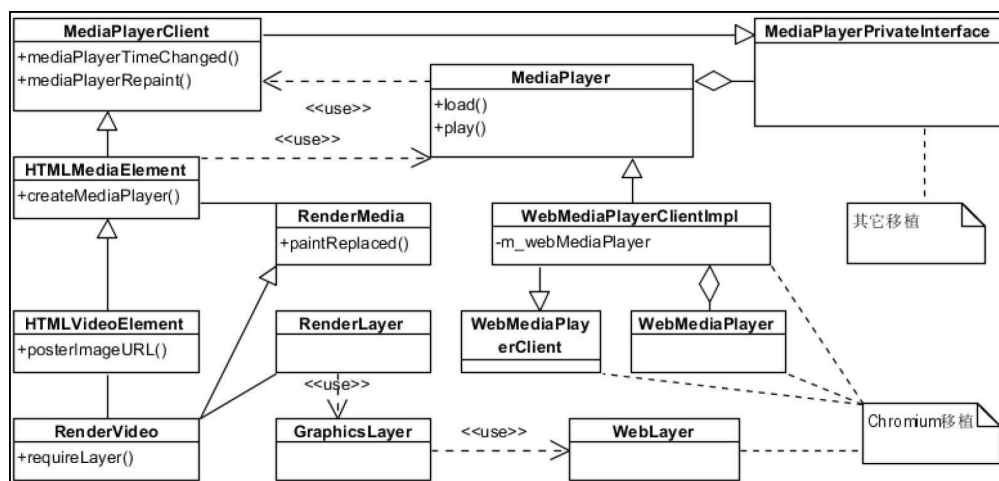 MediaPlayerClient
+mediaPlayerTimeChanged()
+mediaPlayerRepaint()
MediaPlayerPrivateInterface
MediaPlayer
+load()
+play()
<<use>>
<<use>>
HTMLMediaElement
+createMediaPlayer()
RenderMedia
+paintReplaced()
WebMediaPlayerClientImpl
-m_webMediaPlayer
其它移植
HTMLVideoElement
+posterImageURL()
RenderLayer
WebMediaPlay
erClient
WebMediaPlayer
<<use>>
RenderVideo
+requireLayer()
GraphicsLayer
<<use>>
WebLayer
Chromium移植